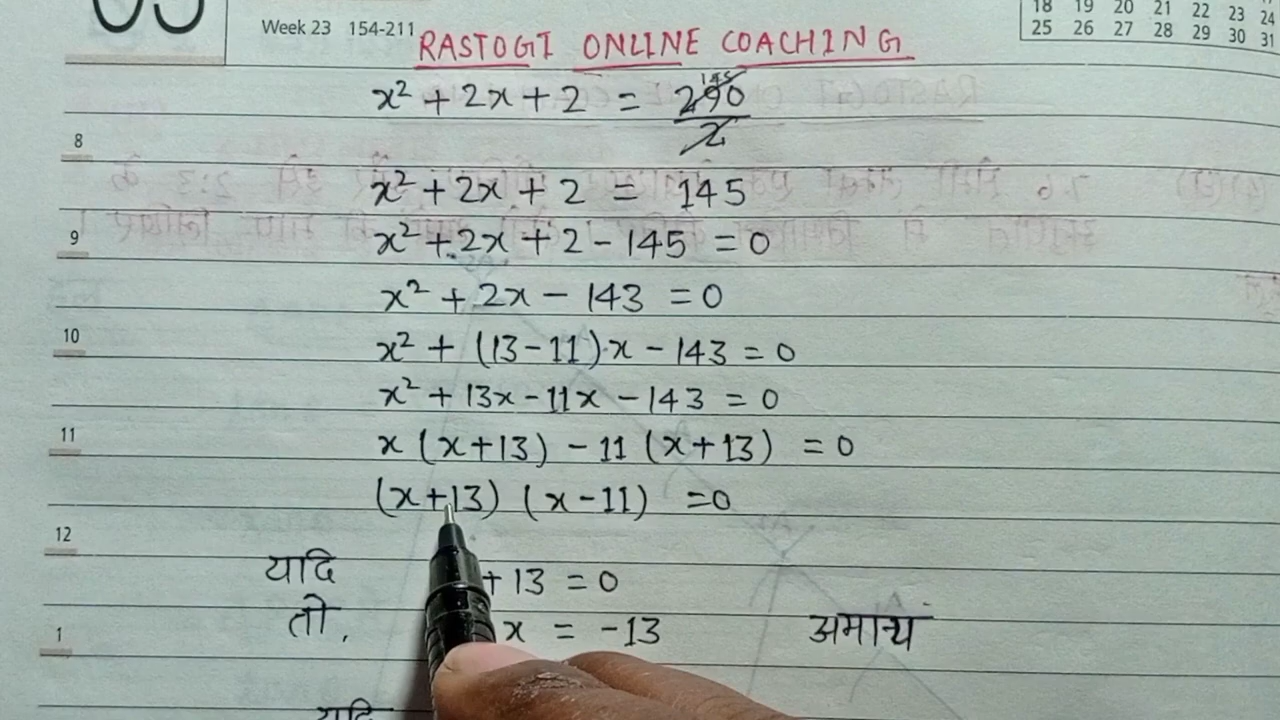 Week 23 154-211
18 19 20 21 22 23 24
25 26 27 28 29 30 31
RASTOGI ONLINE COACHING
x² + 2x + 2 = 290/2 145
8
x² + 2x + 2 = 145
9
x² + 2x + 2 - 145 = 0
x² + 2x - 143 = 0
10
x² + (13-11)x - 143 = 0
x² + 13x - 11x - 143 = 0
11
x (x+13) - 11 (x+13) = 0
(x+13) (x-11) = 0
12
यदि + 13 = 0
तो, x = -13 अमान्य
1
यदि